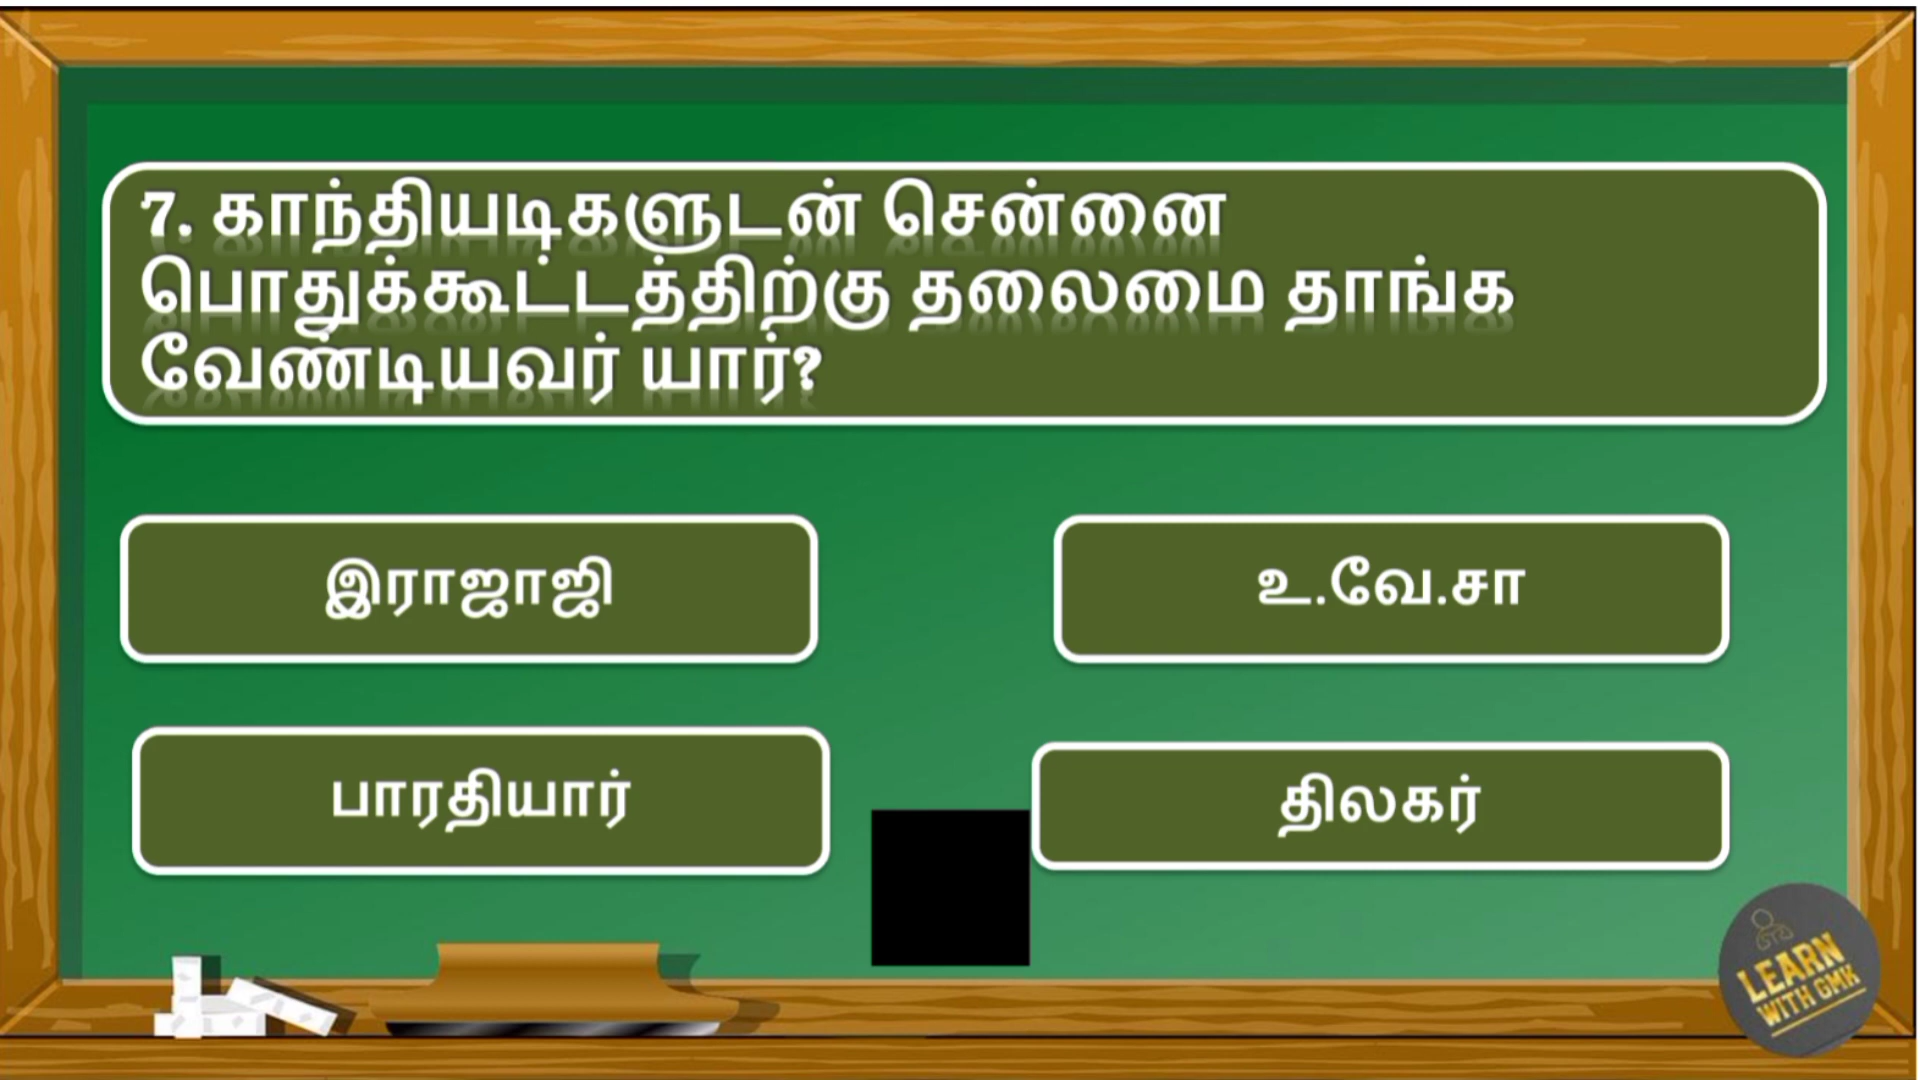 7. காந்தியடிகளுடன் சென்னை
பொதுக்கூட்டத்திற்கு தலைமை தாங்க
வேண்டியவர் யார்?
இராஜாஜி
உ.வே.சா
பாரதியார்
திலகர்
LEARN
WITH GMK